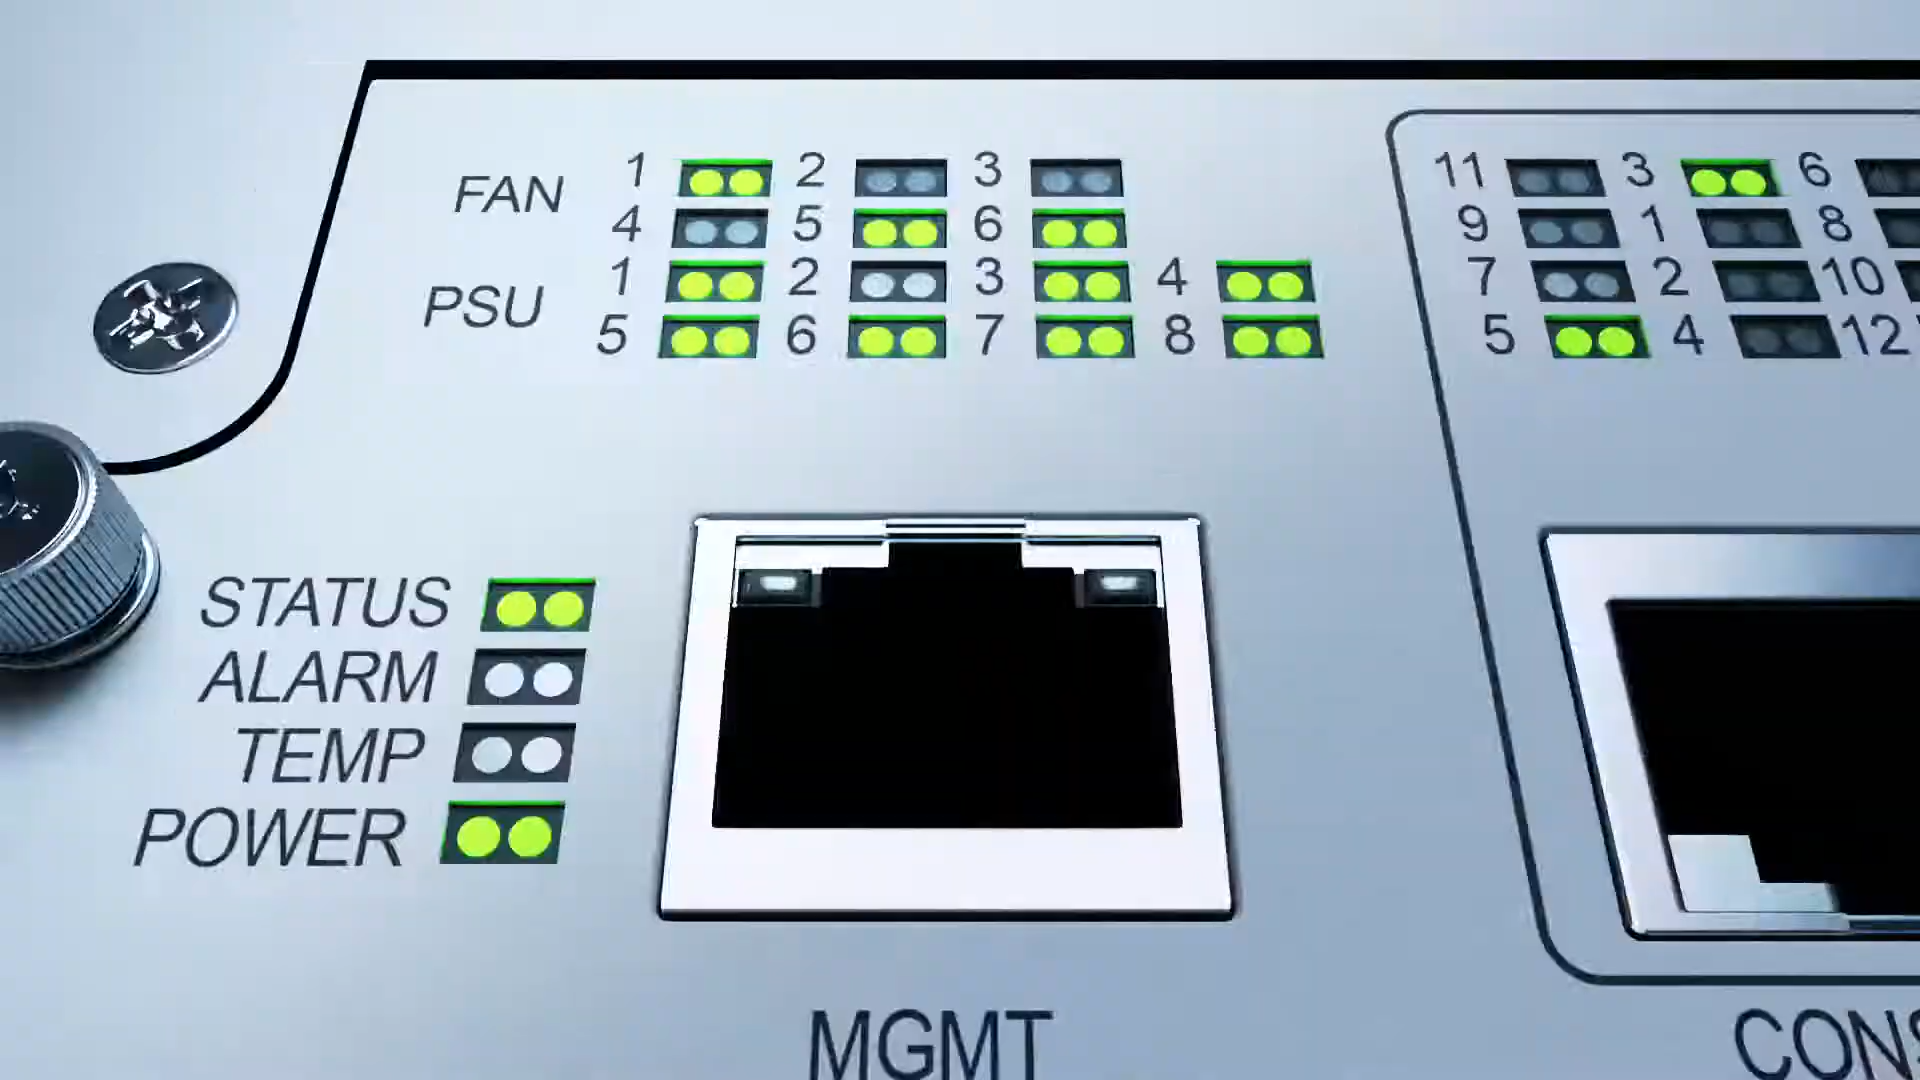 FAN 1 2 3
4 5 6
PSU 1 2 3 4
5 6 7 8
11 3 6
9 1 8
7 2 10
5 4 12
STATUS
ALARM
TEMP
POWER
MGMT
CONS